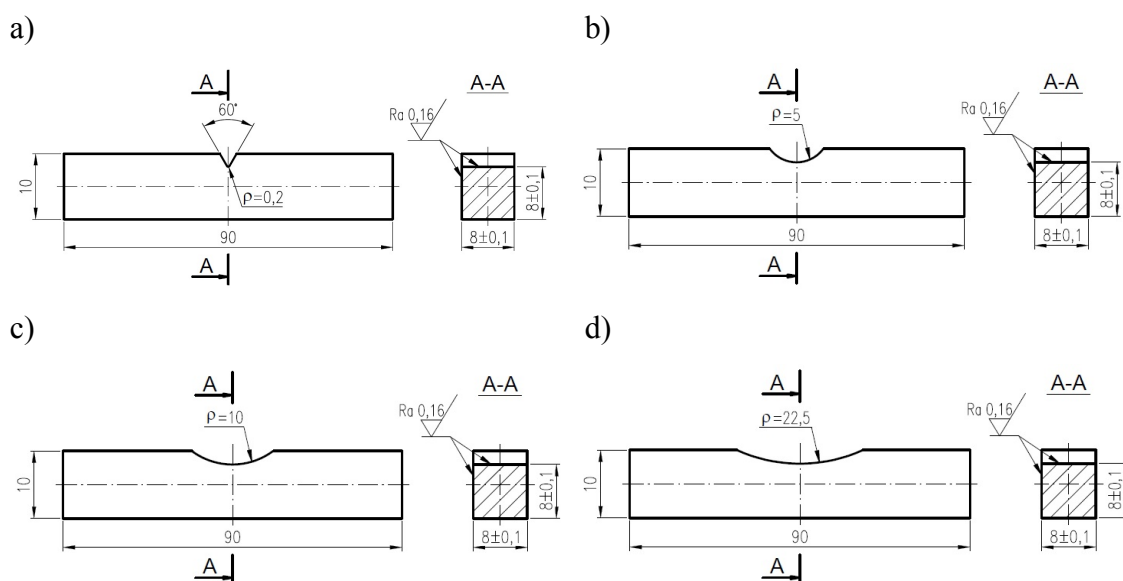 a)
A
A-A
60°
Ra 0,16
10
ρ=0,2
8±0,1
90
8±0,1
A
b)
A
A-A
Ra 0,16
ρ=5
10
8±0,1
90
8±0,1
A
c)
A
A-A
Ra 0,16
ρ=10
10
8±0,1
90
8±0,1
A
d)
A
A-A
Ra 0,16
ρ=22,5
10
8±0,1
90
8±0,1
A